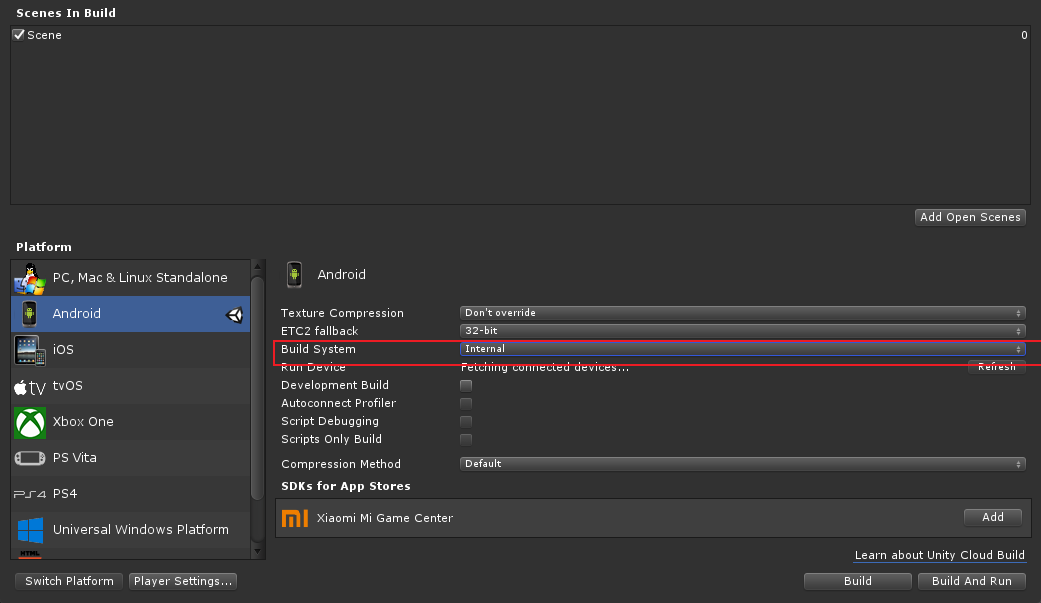 Scenes In Build
Scene 0
Add Open Scenes
Platform
PC, Mac & Linux Standalone
Android
iOS
tv tvOS
Xbox One
PS Vita
PS4 PS4
Universal Windows Platform
HTML
Android
Texture Compression Don't override
ETC2 fallback 32-bit
Build System Internal
Run Device Fetching connected devices... Refresh
Development Build
Autoconnect Profiler
Script Debugging
Scripts Only Build
Compression Method Default
SDKs for App Stores
mi Xiaomi Mi Game Center Add
Learn about Unity Cloud Build
Switch Platform Player Settings... Build Build And Run